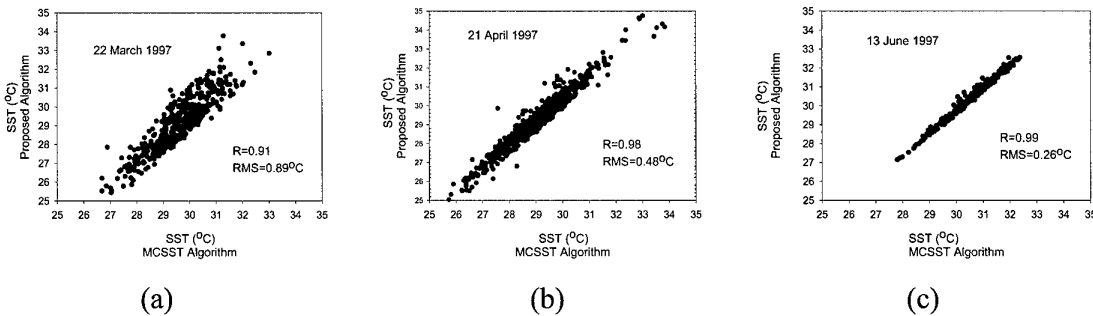 22 March 1997
SST (°C)
Proposed Algorithm
35
34
33
32
31
30
29
28
27
26
25
R=0.91
RMS=0.89°C
25 26 27 28 29 30 31 32 33 34 35
SST (°C)
MCSST Algorithm
(a)
21 April 1997
SST (°C)
Proposed Algorithm
35
34
33
32
31
30
29
28
27
26
25
R=0.98
RMS=0.48°C
25 26 27 28 29 30 31 32 33 34 35
SST (°C)
MCSST Algorithm
(b)
13 June 1997
SST (°C)
Proposed Algorithm
35
34
33
32
31
30
29
28
27
26
25
R=0.99
RMS=0.26°C
25 26 27 28 29 30 31 32 33 34 35
SST (°C)
MCSST Algorithm
(c)